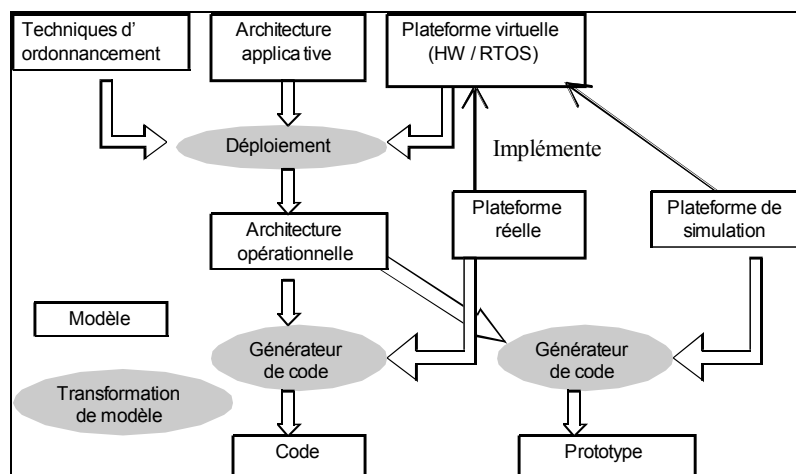 Techniques d'
ordonnancement
Architecture
applicative
Plateforme virtuelle
(HW / RTOS)
Déploiement
Implémente
Architecture
opérationnelle
Plateforme
réelle
Plateforme de
simulation
Modèle
Générateur
de code
Générateur
de code
Transformation
de modèle
Code
Prototype